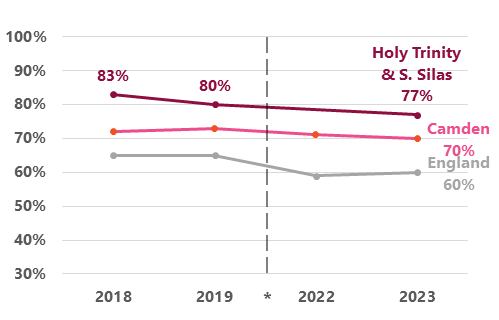 100%
90%
80%
70%
60%
50%
40%
30%
83%
80%
Holy Trinity
& S. Silas
77%
Camden
70%
England
60%
2018 2019 * 2022 2023